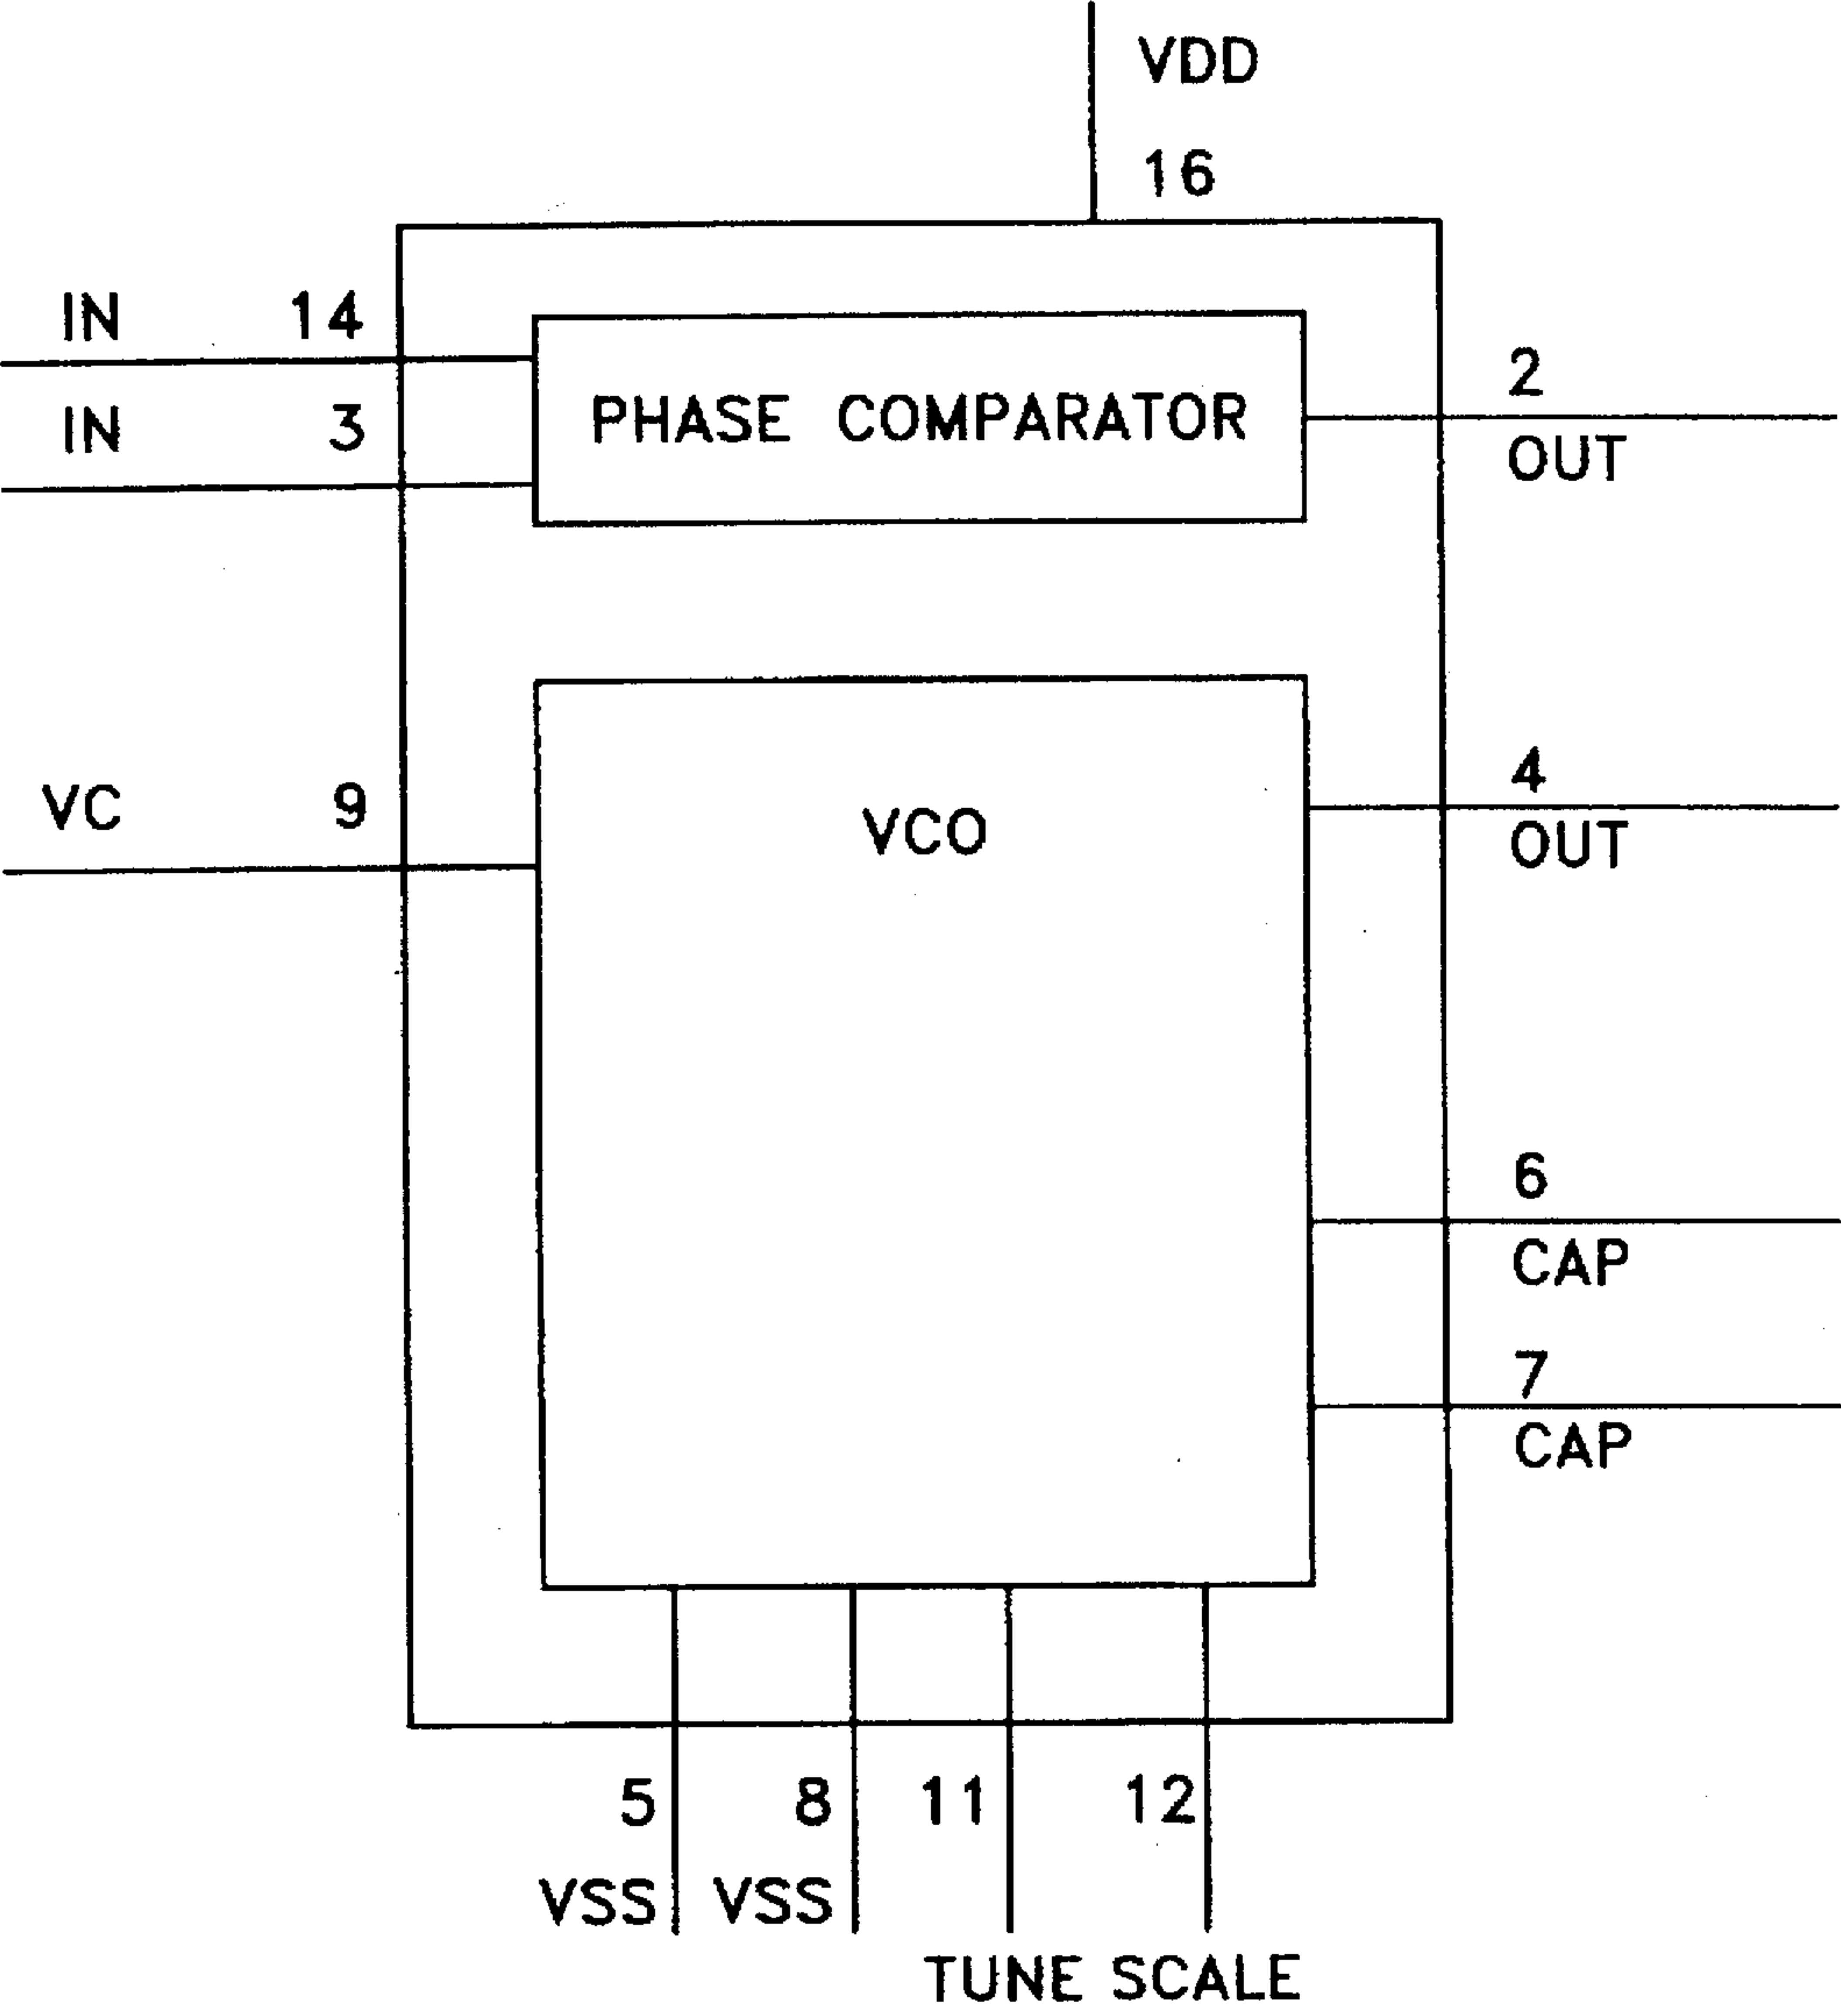 VDD
16
IN 14
IN 3
PHASE COMPARATOR
2
OUT
VC 9
VCO
4
OUT
6
CAP
7
CAP
5 8 11 12
VSS VSS
TUNE SCALE